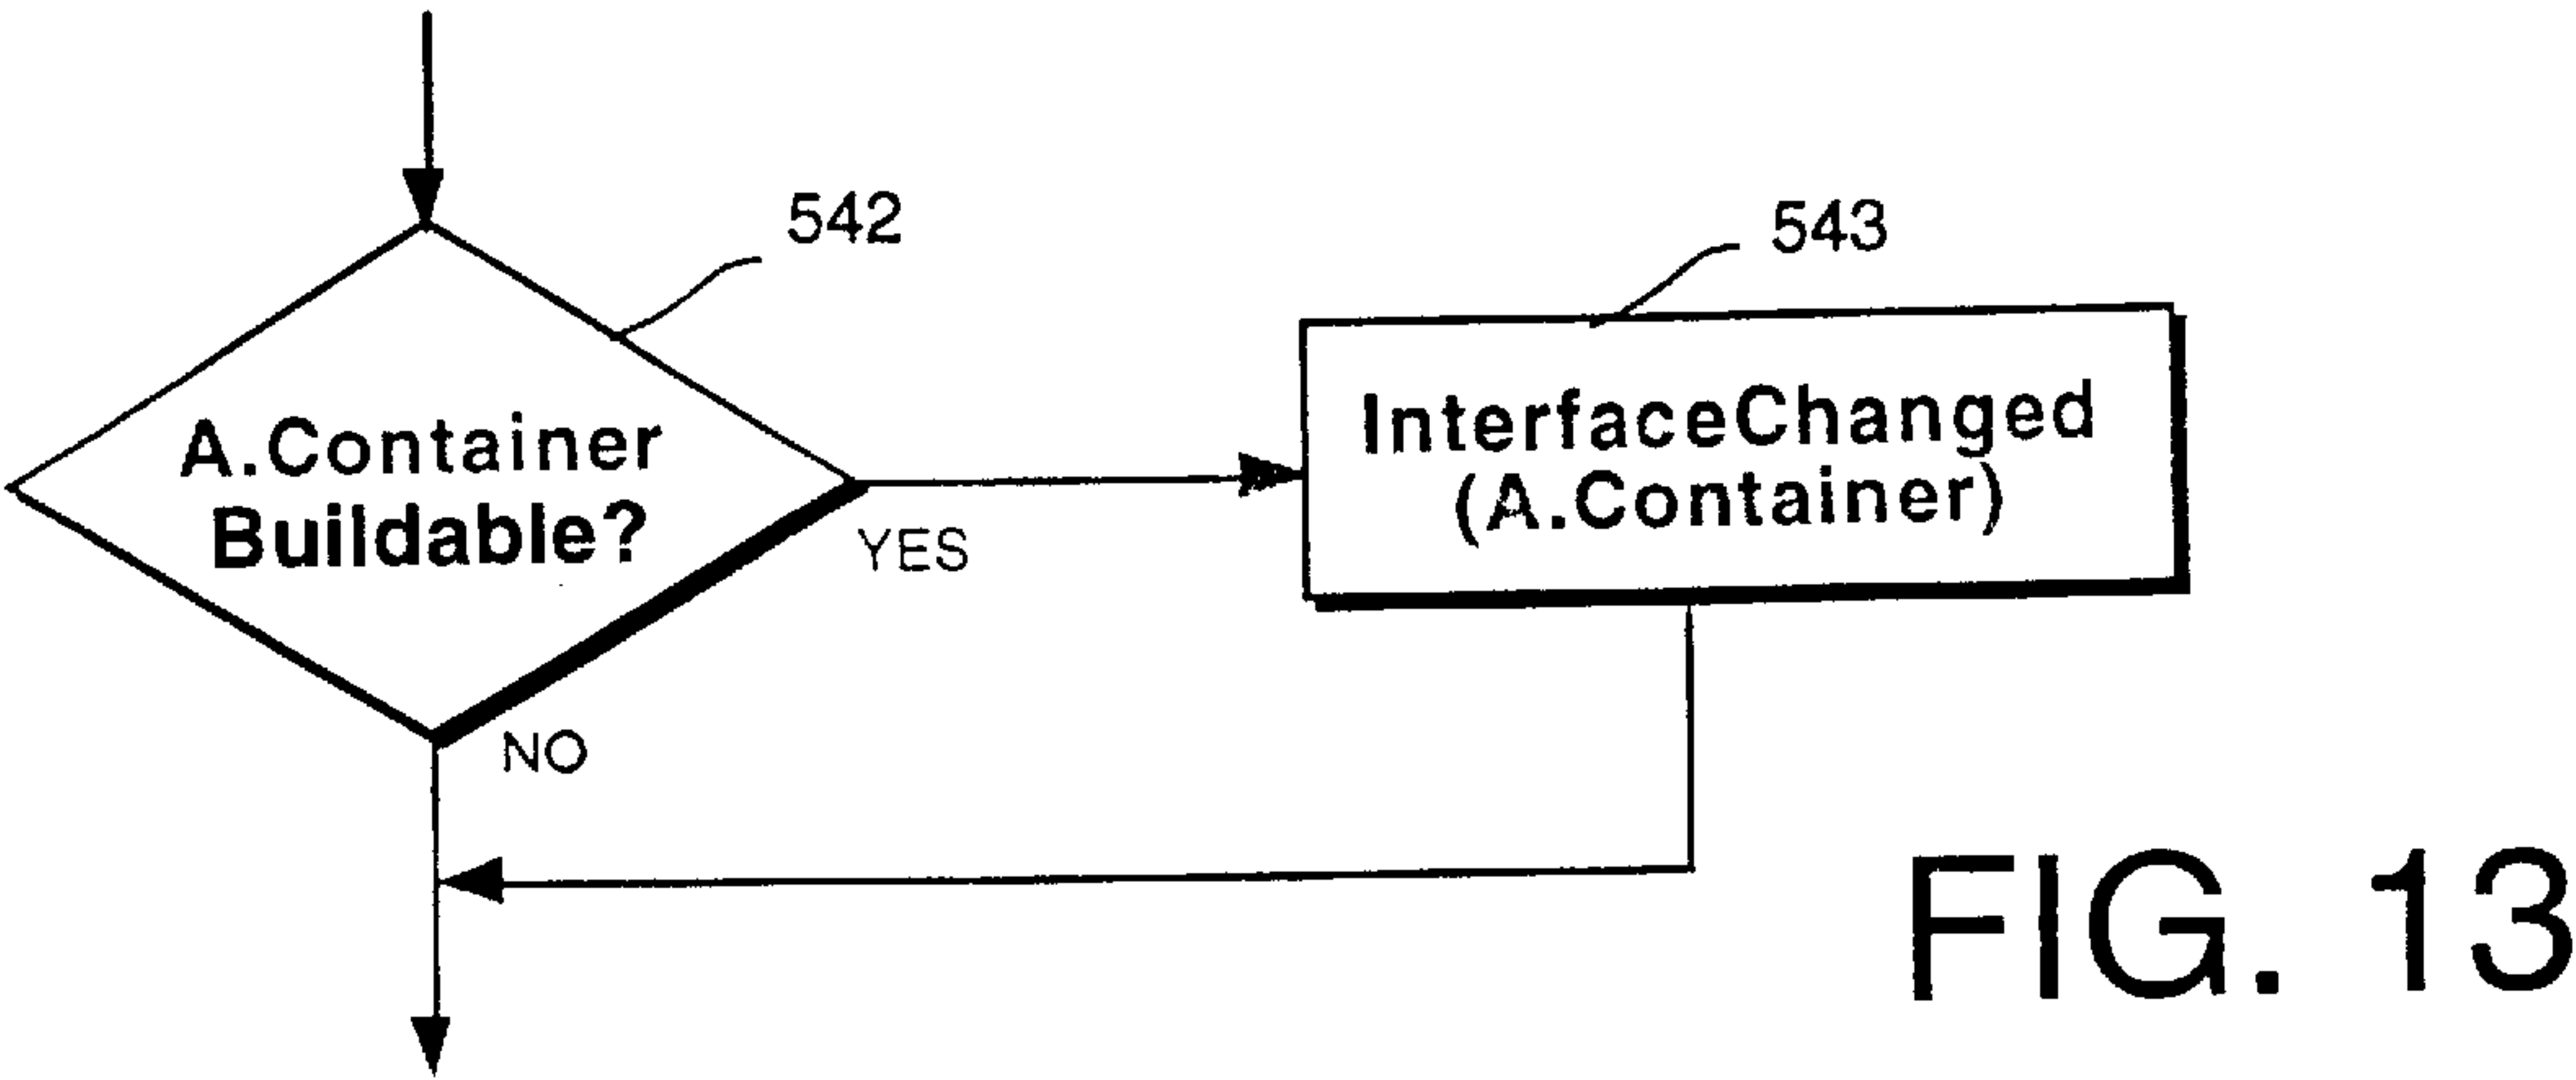 542
543
A.Container
Buildable?
InterfaceChanged
(A.Container)
YES
NO
FIG. 13